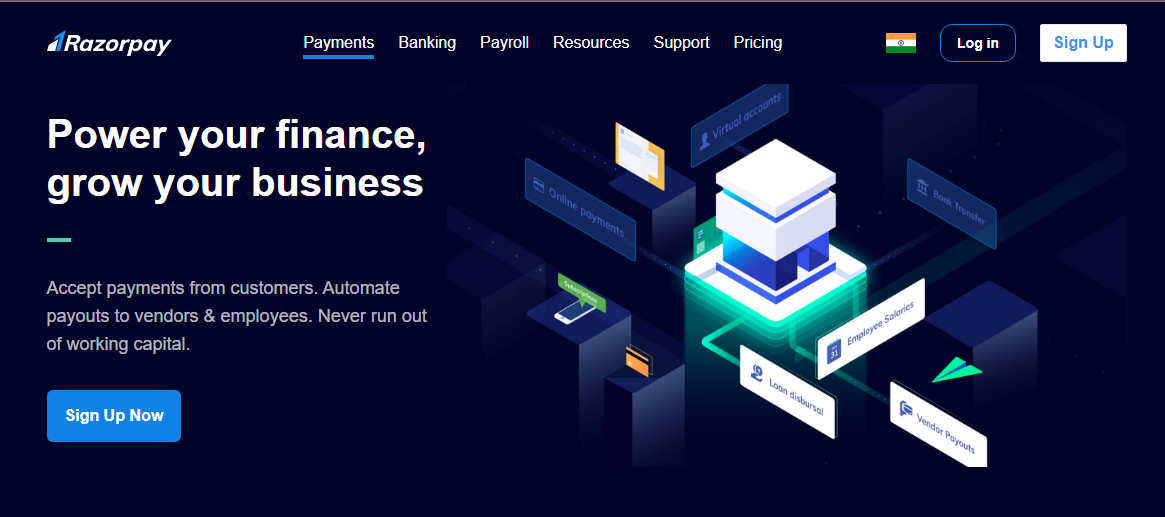 Razorpay
Payments
Banking
Payroll
Resources
Support
Pricing
Log in
Sign Up
Power your finance,
grow your business
Accept payments from customers. Automate
payouts to vendors & employees. Never run out
of working capital.
Sign Up Now
Virtual accounts
Online payments
Bank Transfer
Subscriptions
Employee Salaries
31
Loan disbursal
Vendor Payouts